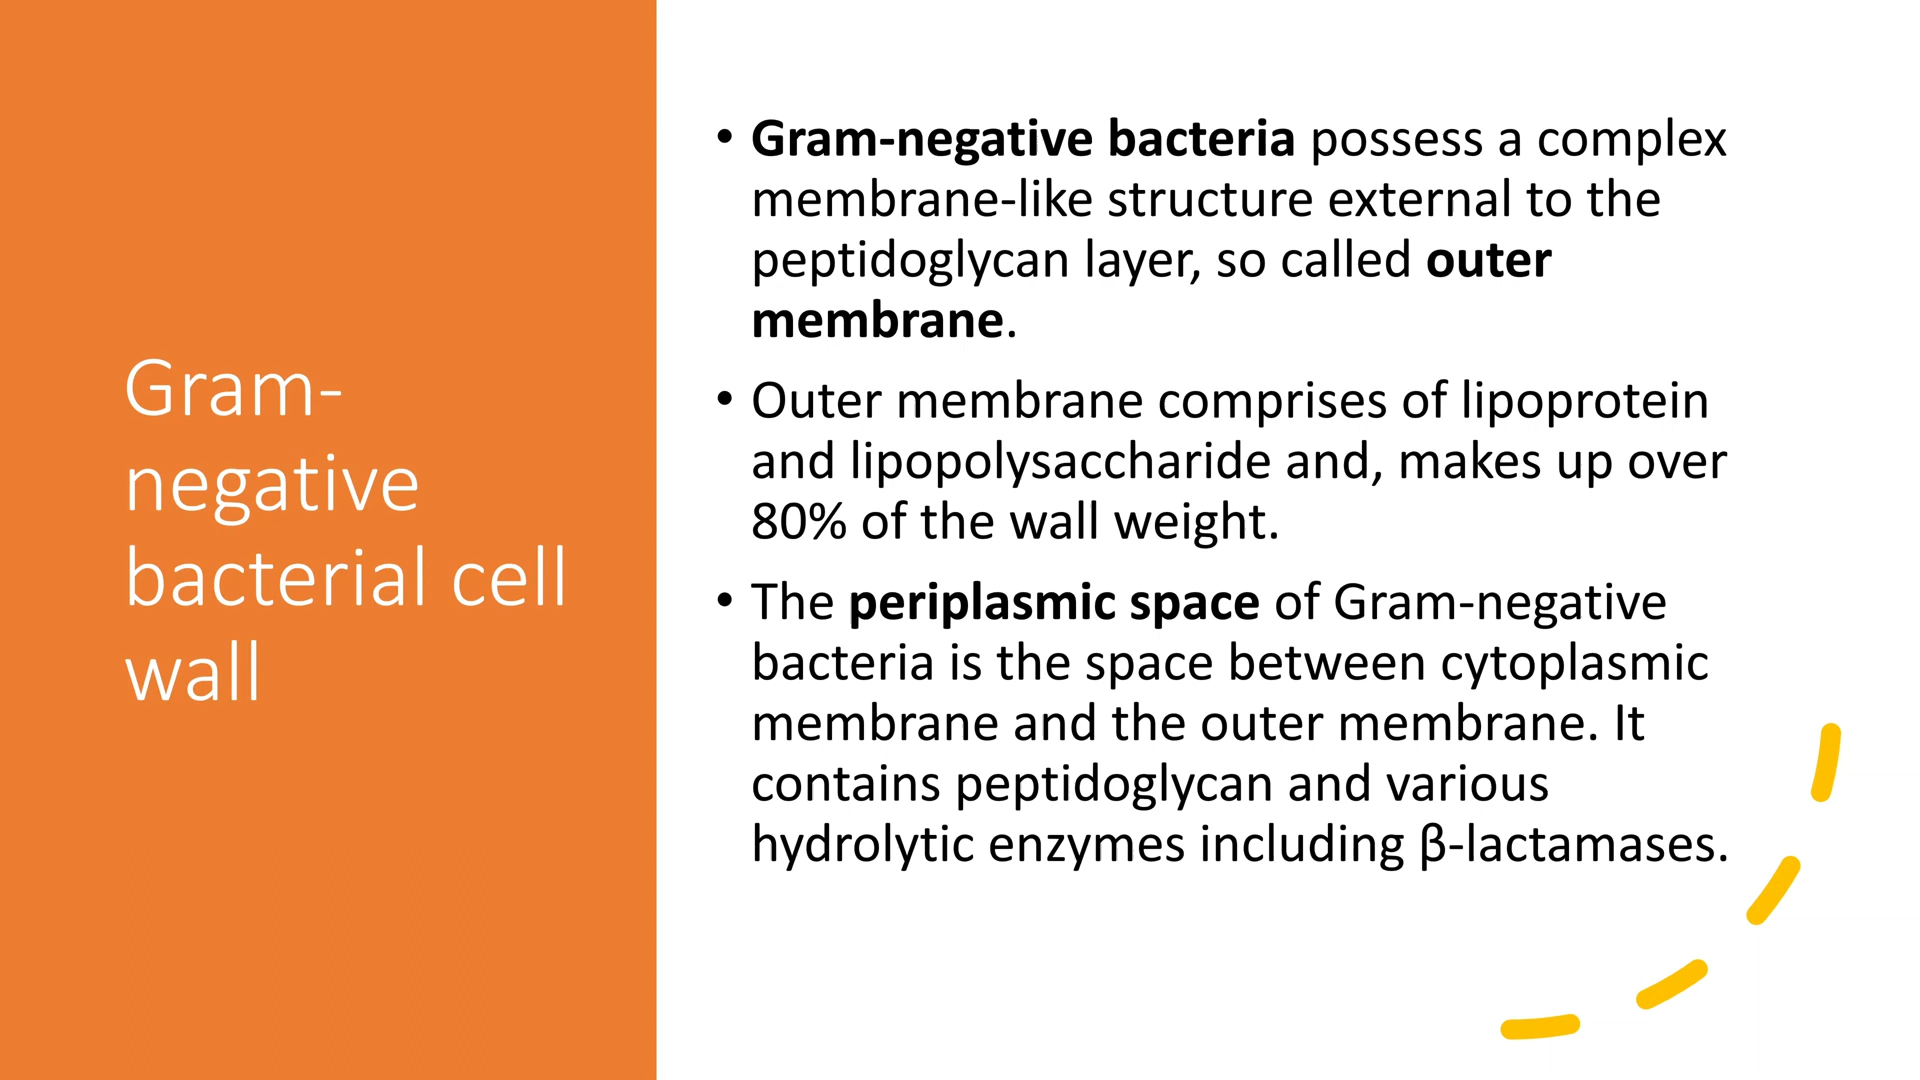 Gram-
negative
bacterial cell
wall
• Gram-negative bacteria possess a complex
membrane-like structure external to the
peptidoglycan layer, so called outer
membrane.
• Outer membrane comprises of lipoprotein
and lipopolysaccharide and, makes up over
80% of the wall weight.
• The periplasmic space of Gram-negative
bacteria is the space between cytoplasmic
membrane and the outer membrane. It
contains peptidoglycan and various
hydrolytic enzymes including β-lactamases.